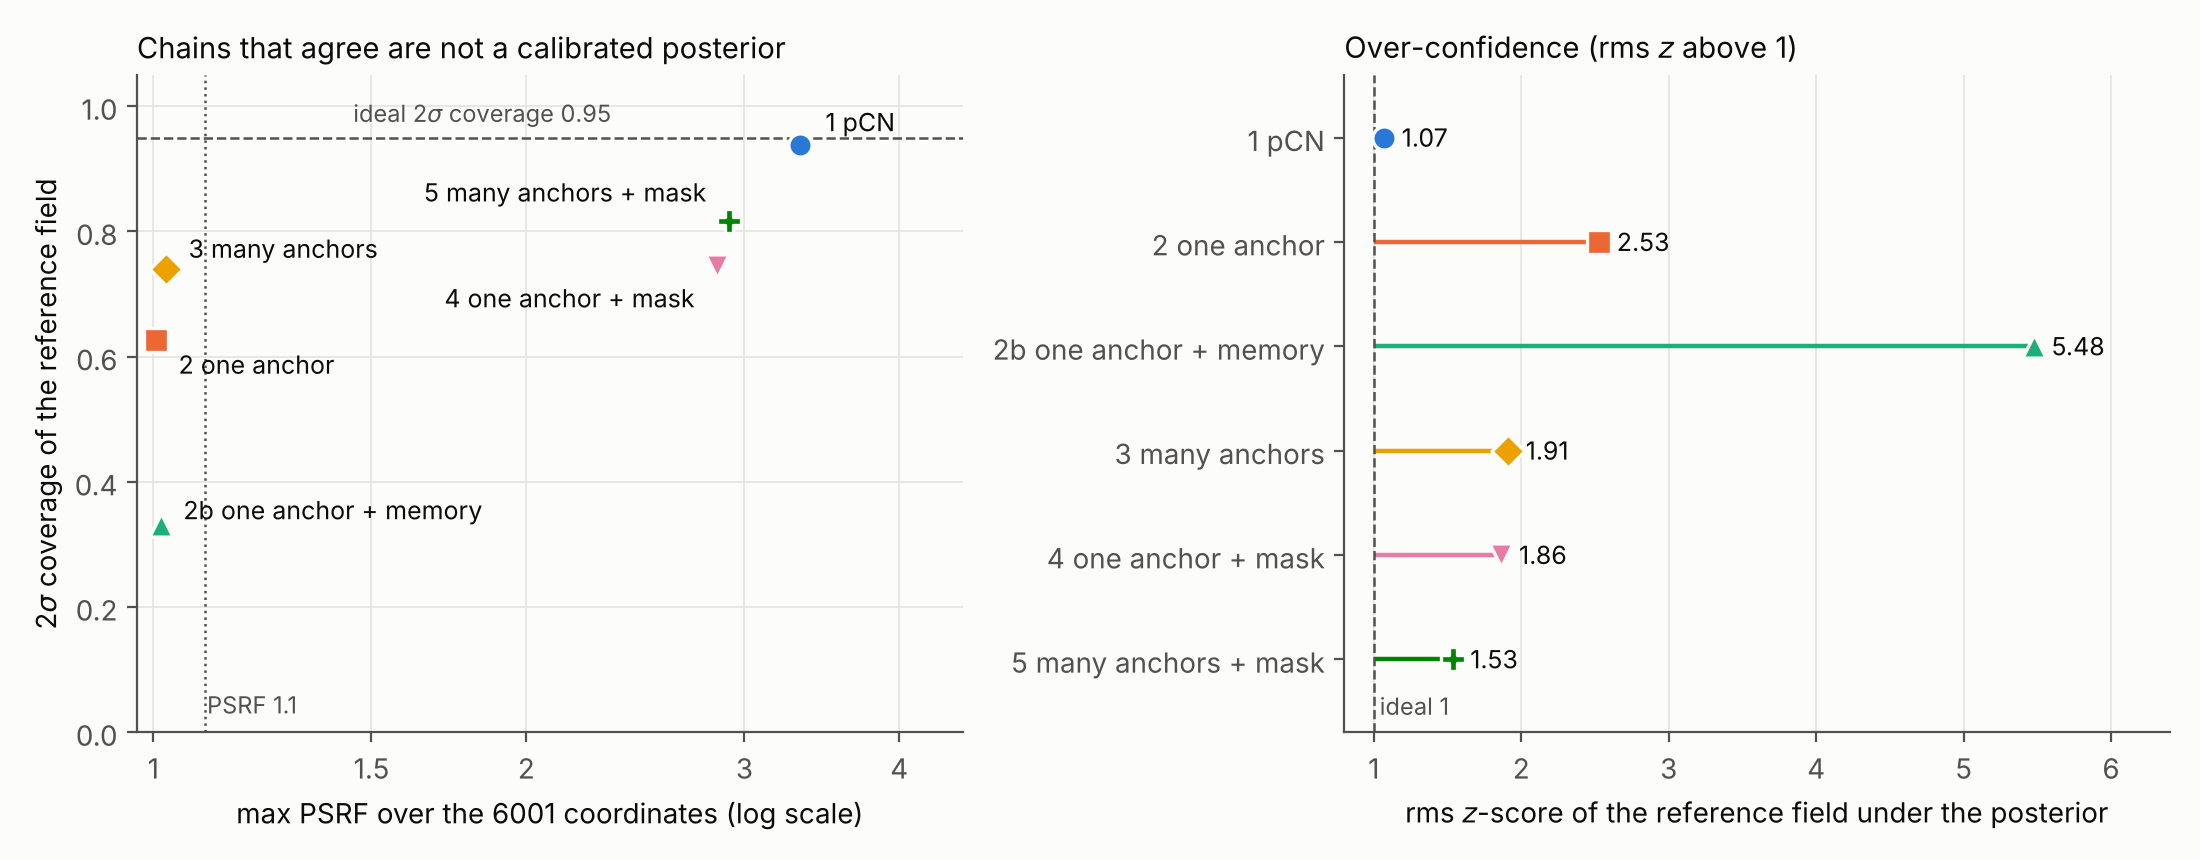 Chains that agree are not a calibrated posterior
2σ coverage of the reference field
1.0
0.8
0.6
0.4
0.2
0.0
ideal 2σ coverage 0.95
1 pCN
5 many anchors + mask
3 many anchors
4 one anchor + mask
2 one anchor
2b one anchor + memory
PSRF 1.1
1
1.5
2
3
4
max PSRF over the 6001 coordinates (log scale)
Over-confidence (rms z above 1)
1 pCN
1.07
2 one anchor
2.53
2b one anchor + memory
5.48
3 many anchors
1.91
4 one anchor + mask
1.86
5 many anchors + mask
1.53
ideal 1
1
2
3
4
5
6
rms z-score of the reference field under the posterior